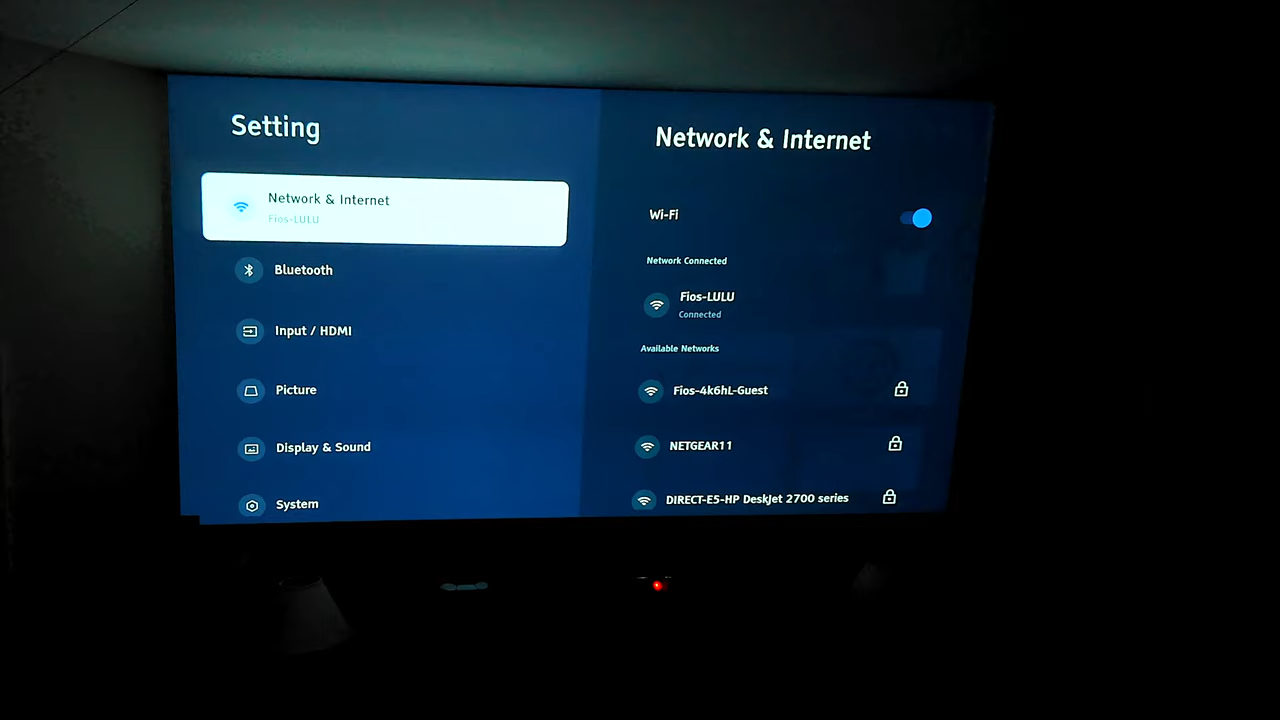 Setting
Network & Internet
Fios-LULU
Bluetooth
Input / HDMI
Picture
Display & Sound
System
Network & Internet
Wi-Fi
Network Connected
Fios-LULU
Connected
Available Networks
Fios-4k6hL-Guest
NETGEAR11
DIRECT-E5-HP DeskJet 2700 series